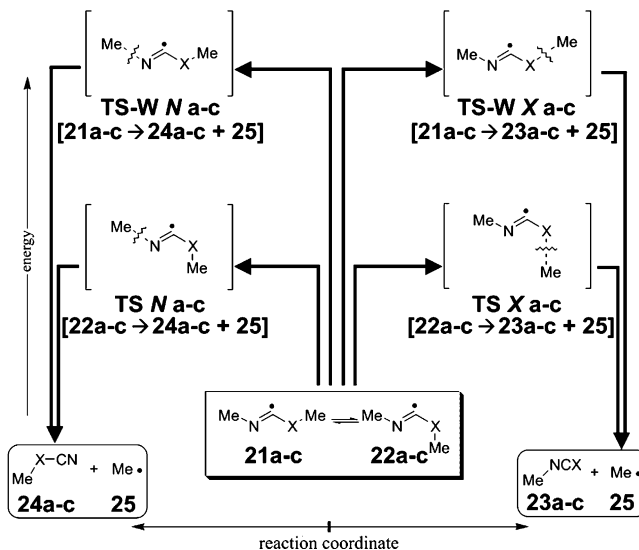 Me N X Me
TS-W N a-c
[21a-c → 24a-c + 25]
Me N X Me
TS-W X a-c
[21a-c → 23a-c + 25]
Me N X Me
TS N a-c
[22a-c → 24a-c + 25]
Me N X Me
TS X a-c
[22a-c → 23a-c + 25]
energy
Me N X Me
21a-c
Me N X Me
22a-c
X—CN + Me•
Me
24a-c 25
NCX + Me•
Me
23a-c 25
reaction coordinate